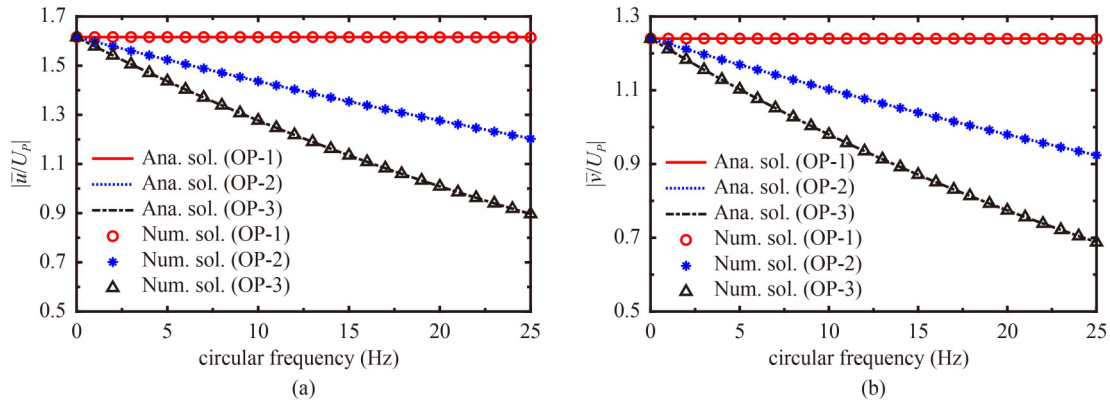 1.7
1.5
1.3
1.1
0.9
0.7
0.5
|ū/U_P|
Ana. sol. (OP-1)
Ana. sol. (OP-2)
Ana. sol. (OP-3)
Num. sol. (OP-1)
Num. sol. (OP-2)
Num. sol. (OP-3)
0 5 10 15 20 25
circular frequency (Hz)
(a)
1.3
1.1
0.9
0.7
0.5
|v̄/U_P|
Ana. sol. (OP-1)
Ana. sol. (OP-2)
Ana. sol. (OP-3)
Num. sol. (OP-1)
Num. sol. (OP-2)
Num. sol. (OP-3)
0 5 10 15 20 25
circular frequency (Hz)
(b)